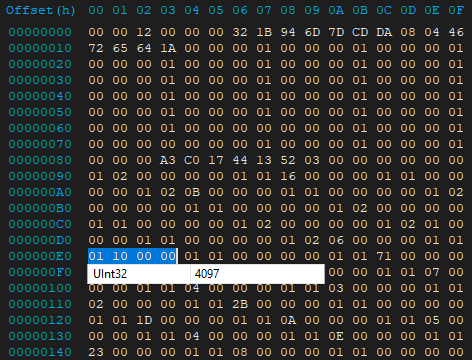 Offset(h) 00 01 02 03 04 05 06 07 08 09 0A 0B 0C 0D 0E 0F
00000000 00 00 12 00 00 00 32 1B 94 6D 7D CD DA 08 04 46
00000010 72 65 64 1A 00 00 00 01 00 00 00 01 00 00 00 01
00000020 00 00 00 01 00 00 00 01 00 00 00 01 00 00 00 01
00000030 00 00 00 01 00 00 00 01 00 00 00 01 00 00 00 01
00000040 00 00 00 01 00 00 00 01 00 00 00 01 00 00 00 01
00000050 00 00 00 01 00 00 00 01 00 00 00 01 00 00 00 01
00000060 00 00 00 01 00 00 00 01 00 00 00 01 00 00 00 01
00000070 00 00 00 01 00 00 00 01 00 00 00 01 00 00 00 01
00000080 00 00 00 A3 C0 17 44 13 52 03 00 00 00 00 00 00
00000090 01 02 00 00 00 00 01 01 16 00 00 00 01 01 00 00
000000A0 00 00 01 02 0B 00 00 00 01 01 00 00 00 00 01 02
000000B0 00 00 00 00 01 01 00 00 00 00 01 02 00 00 00 00
000000C0 01 01 00 00 00 00 01 02 00 00 00 00 01 02 01 00
000000D0 00 00 01 01 00 00 00 00 01 02 06 00 00 00 01 01
000000E0 01 10 00 00 01 01 00 00 00 00 01 01 71 00 00 00
000000F0 00 00 01 01 07 00
UInt32 4097
00000100 00 00 01 01 04 00 00 00 01 01 03 00 00 00 01 01
00000110 02 00 00 00 01 01 2B 00 00 00 01 01 00 00 00 00
00000120 01 01 1D 00 00 00 01 01 0A 00 00 00 01 01 05 00
00000130 00 00 01 01 04 00 00 00 01 01 0E 00 00 00 01 01
00000140 23 00 00 00 01 01 08 00 00 00 01 01 00 00 00 00